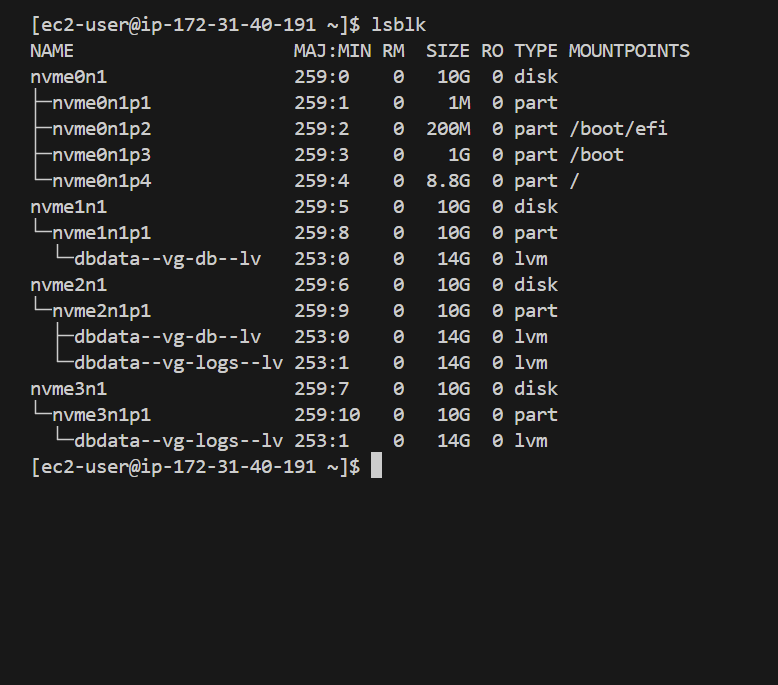 [ec2-user@ip-172-31-40-191 ~]$ lsblk
NAME                    MAJ:MIN RM  SIZE RO TYPE MOUNTPOINTS
nvme0n1                 259:0    0   10G  0 disk
├─nvme0n1p1             259:1    0    1M  0 part
├─nvme0n1p2             259:2    0  200M  0 part /boot/efi
├─nvme0n1p3             259:3    0    1G  0 part /boot
└─nvme0n1p4             259:4    0  8.8G  0 part /
nvme1n1                 259:5    0   10G  0 disk
└─nvme1n1p1             259:8    0   10G  0 part
  └─dbdata--vg-db--lv   253:0    0   14G  0 lvm
nvme2n1                 259:6    0   10G  0 disk
└─nvme2n1p1             259:9    0   10G  0 part
  ├─dbdata--vg-db--lv   253:0    0   14G  0 lvm
  └─dbdata--vg-logs--lv 253:1    0   14G  0 lvm
nvme3n1                 259:7    0   10G  0 disk
└─nvme3n1p1             259:10   0   10G  0 part
  └─dbdata--vg-logs--lv 253:1    0   14G  0 lvm
[ec2-user@ip-172-31-40-191 ~]$